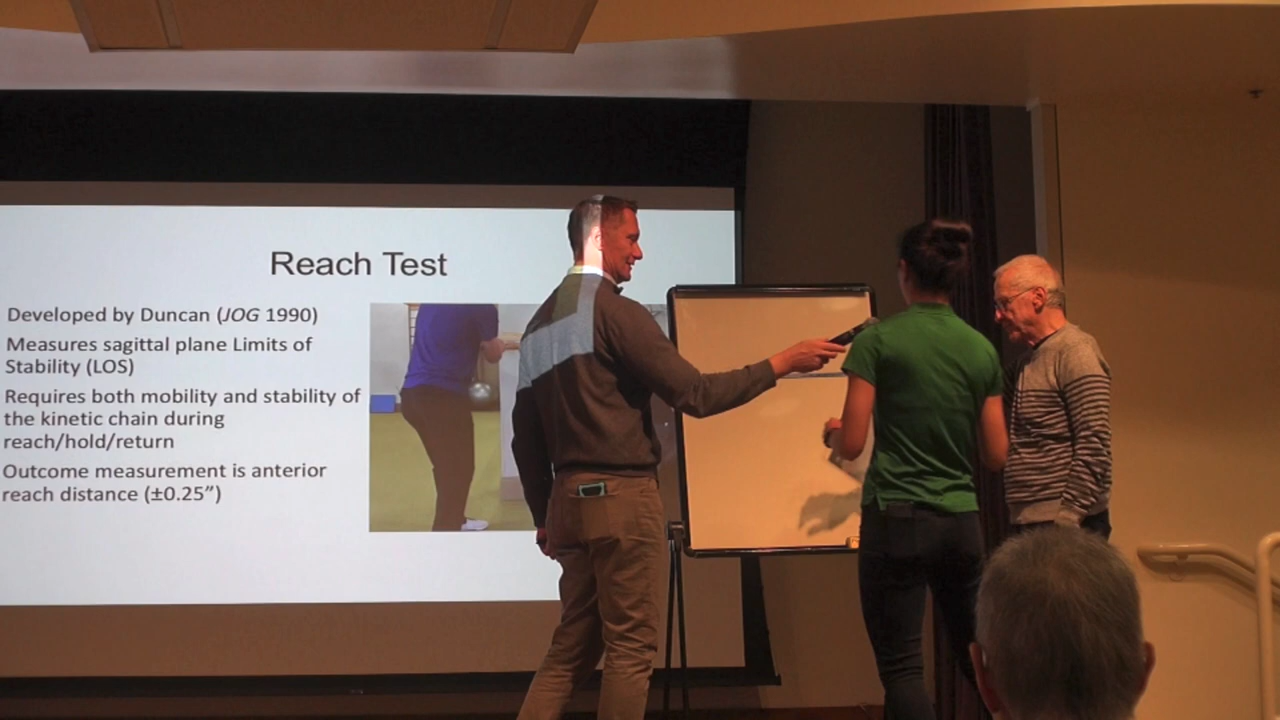 Reach Test
Developed by Duncan (JOG 1990)
Measures sagittal plane Limits of
Stability (LOS)
Requires both mobility and stability of
the kinetic chain during
reach/hold/return
Outcome measurement is anterior
reach distance (±0.25”)